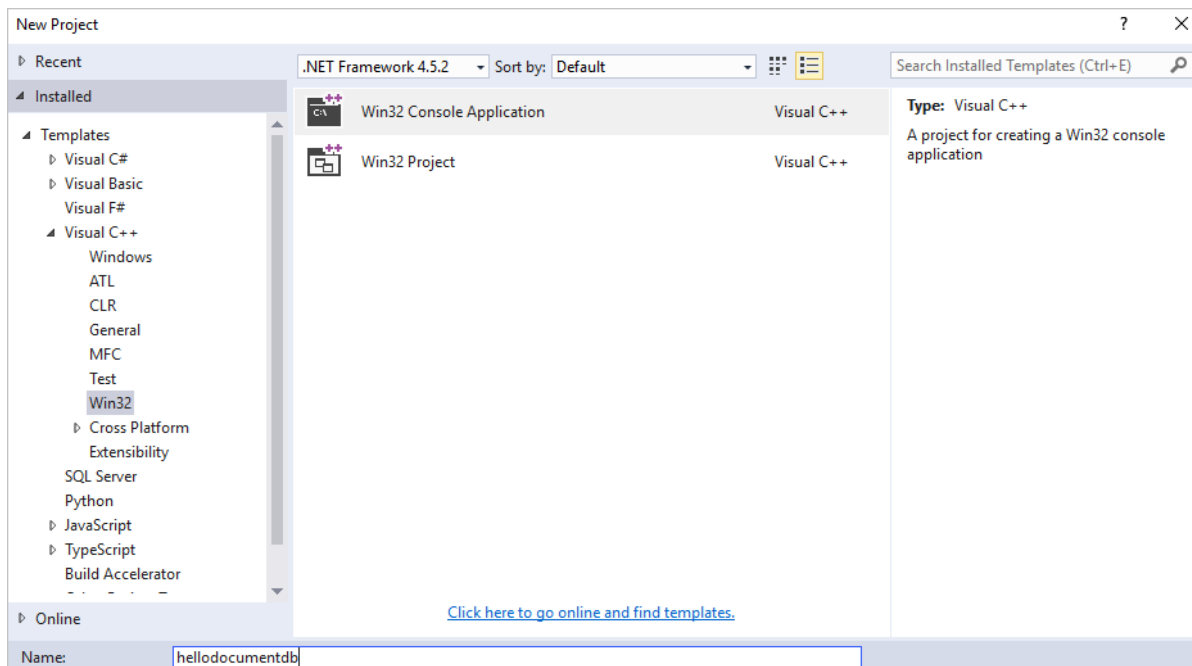 New Project
?
Recent
.NET Framework 4.5.2
Sort by: Default
Search Installed Templates (Ctrl+E)
Installed
Templates
Visual C#
Visual Basic
Visual F#
Visual C++
Windows
ATL
CLR
General
MFC
Test
Win32
Cross Platform
Extensibility
SQL Server
Python
JavaScript
TypeScript
Build Accelerator
Online
Win32 Console Application Visual C++
Win32 Project Visual C++
Click here to go online and find templates.
Type: Visual C++
A project for creating a Win32 console
application
Name: hellodocumentdb